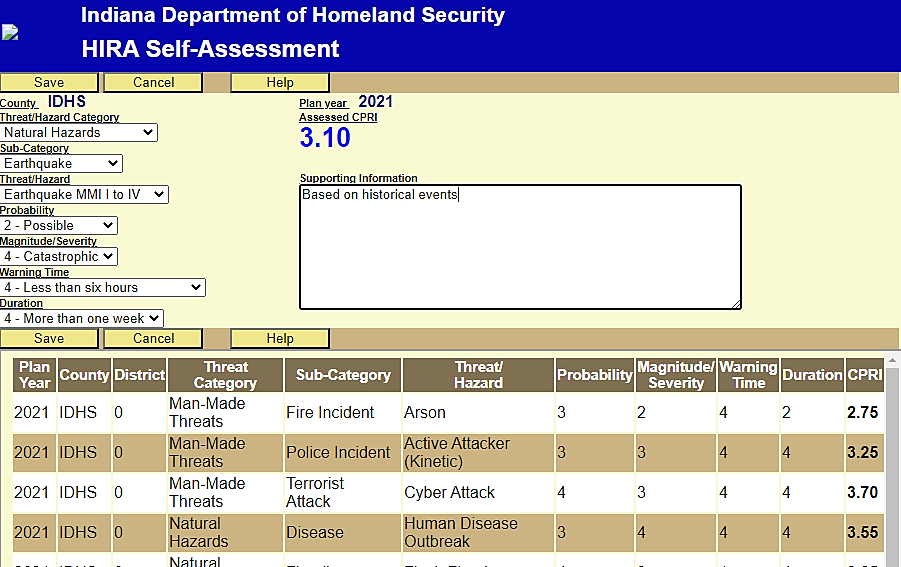 Indiana Department of Homeland Security
HIRA Self-Assessment
Save Cancel Help
County IDHS
Plan year 2021
Threat/Hazard Category
Assessed CPRI
Natural Hazards
3.10
Sub-Category
Earthquake
Threat/Hazard
Supporting Information
Earthquake MMI I to IV
Based on historical events
Probability
2 - Possible
Magnitude/Severity
4 - Catastrophic
Warning Time
4 - Less than six hours
Duration
4 - More than one week
Save Cancel Help
Plan Year County District Threat Category Sub-Category Threat/ Hazard Probability Magnitude/ Severity Warning Time Duration CPRI
2021 IDHS 0 Man-Made Threats Fire Incident Arson 3 2 4 2 2.75
2021 IDHS 0 Man-Made Threats Police Incident Active Attacker (Kinetic) 3 3 4 4 3.25
2021 IDHS 0 Man-Made Threats Terrorist Attack Cyber Attack 4 3 4 4 3.70
2021 IDHS 0 Natural Hazards Disease Human Disease Outbreak 3 4 4 4 3.55
Natural